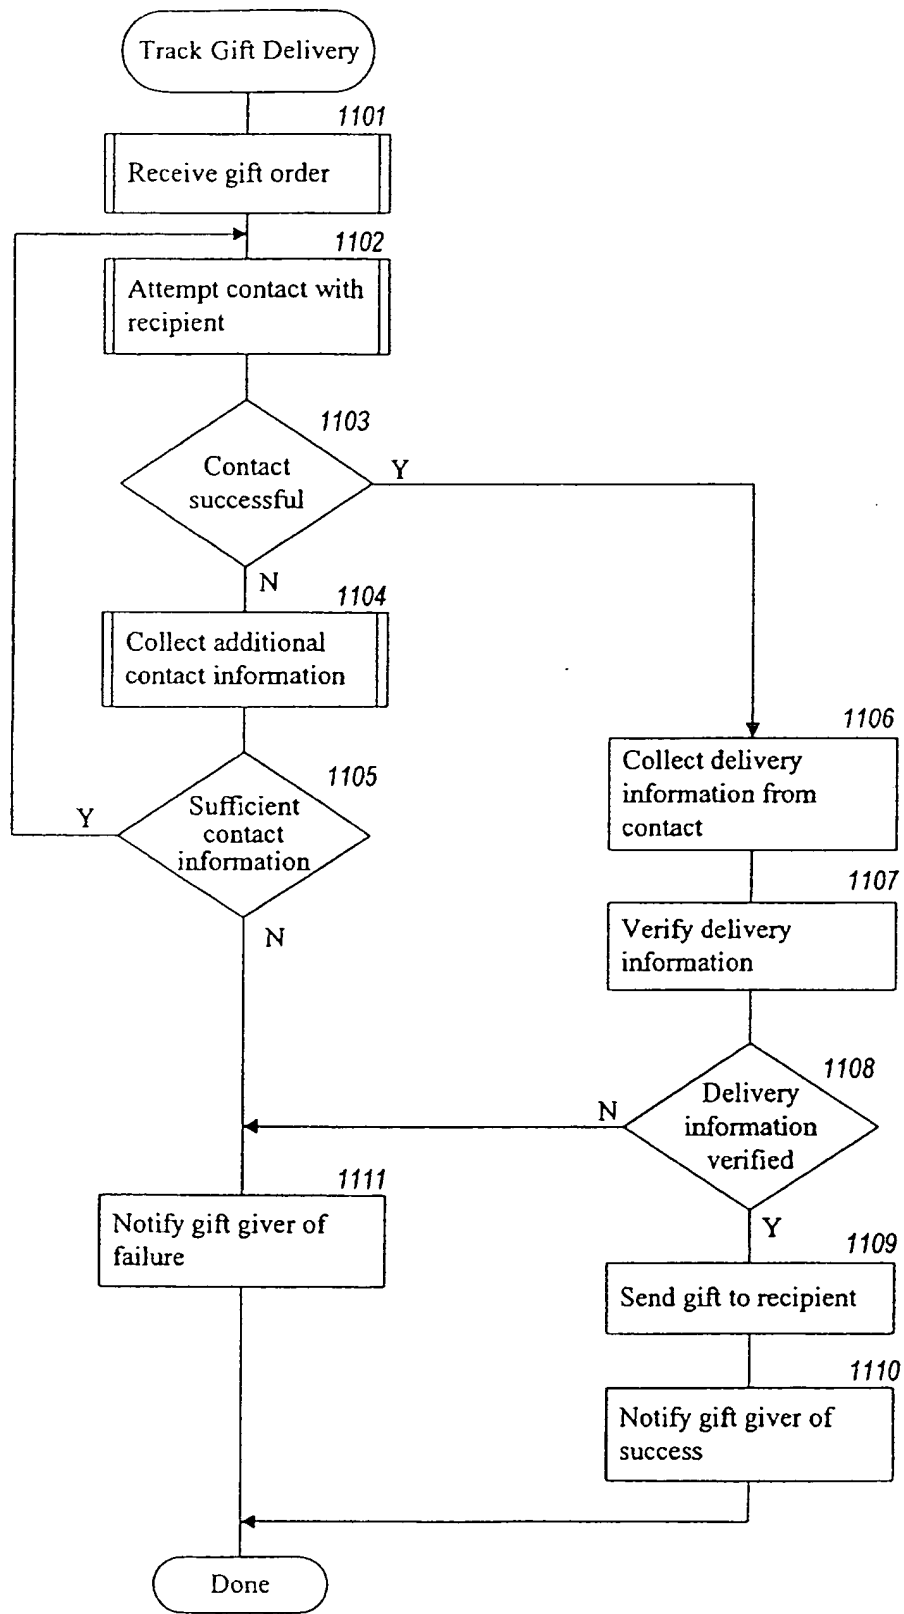 Track Gift Delivery
1101
Receive gift order
1102
Attempt contact with
recipient
1103
Contact
successful
Y
N
1104
Collect additional
contact information
1105
Sufficient
contact
information
Y
N
1106
Collect delivery
information from
contact
1107
Verify delivery
information
1108
Delivery
information
verified
N
Y
1109
Send gift to recipient
1110
Notify gift giver of
success
1111
Notify gift giver of
failure
Done